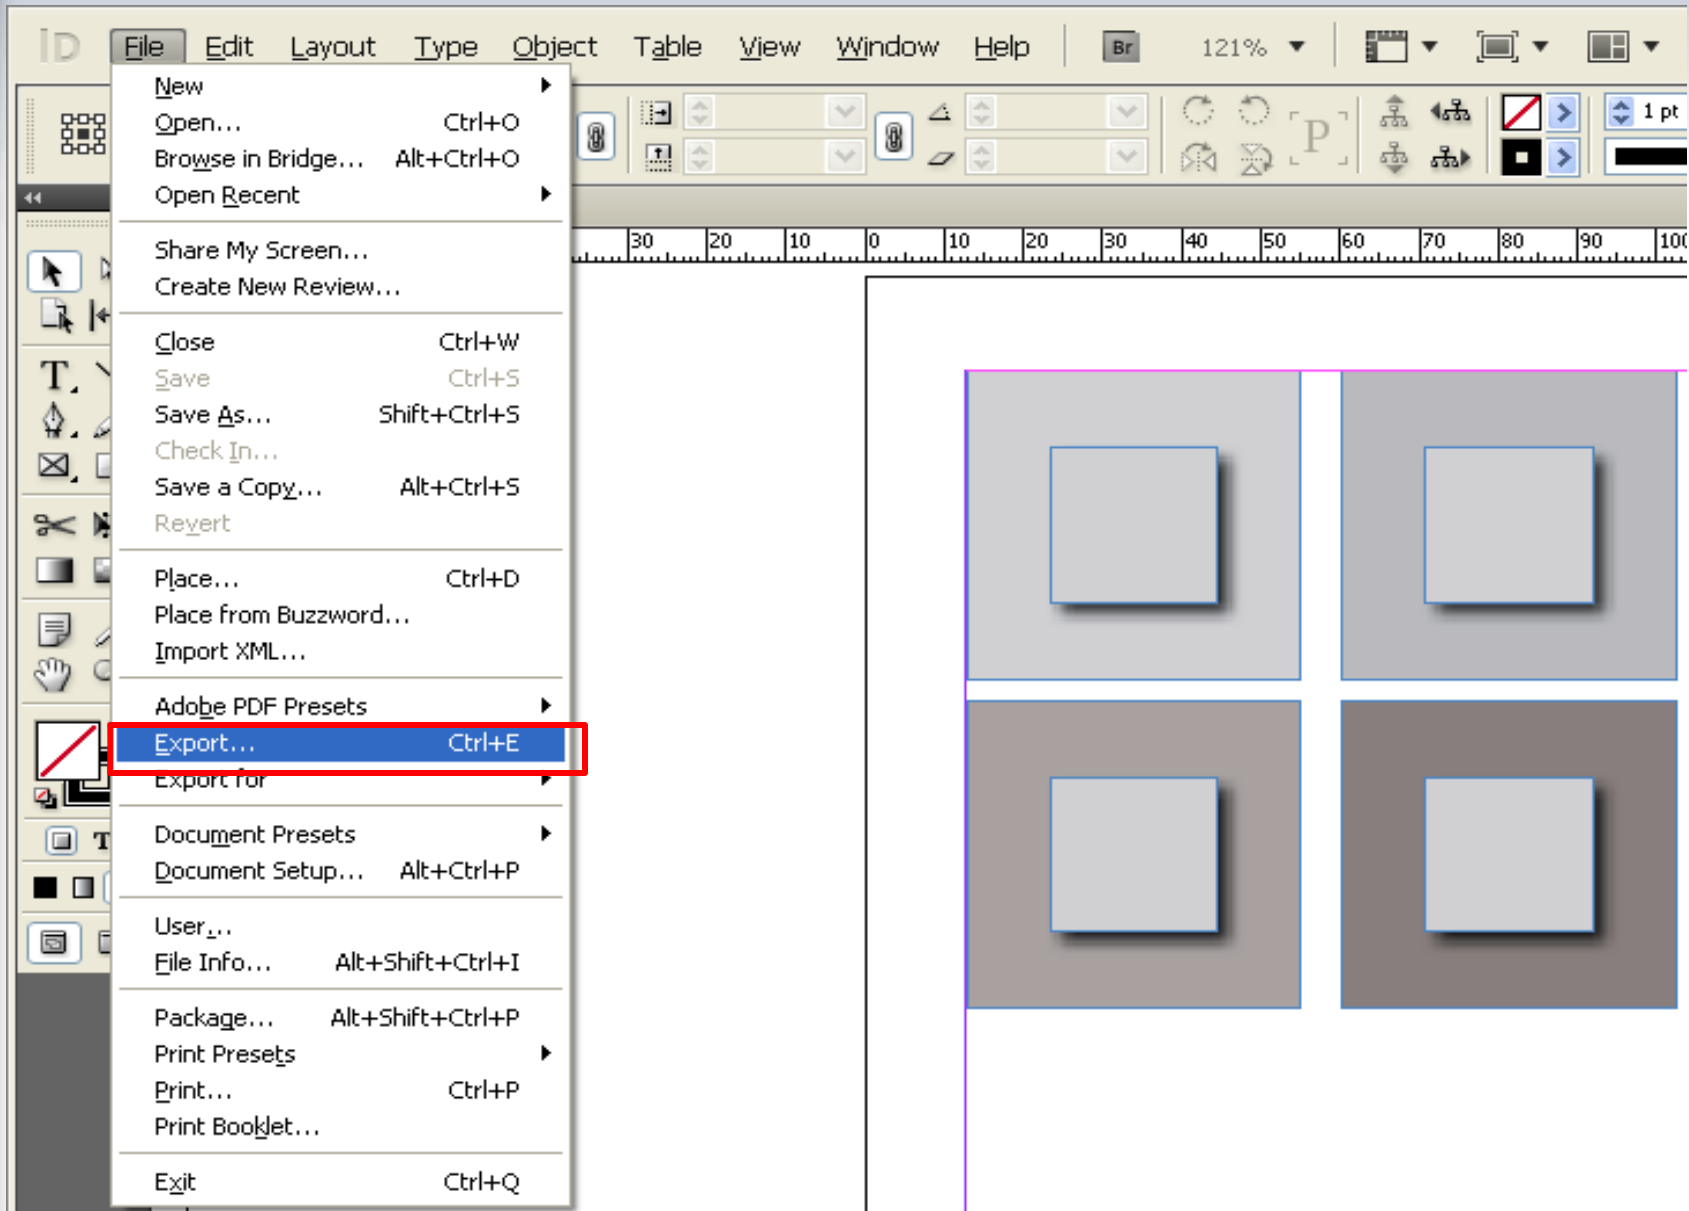 ID File Edit Layout Type Object Table View Window Help Br 121%
New
Open... Ctrl+O
Browse in Bridge... Alt+Ctrl+O
Open Recent
Share My Screen...
Create New Review...
Close Ctrl+W
Save Ctrl+S
Save As... Shift+Ctrl+S
Check In...
Save a Copy... Alt+Ctrl+S
Revert
Place... Ctrl+D
Place from Buzzword...
Import XML...
Adobe PDF Presets
Export... Ctrl+E
Export for
Document Presets
Document Setup... Alt+Ctrl+P
User...
File Info... Alt+Shift+Ctrl+I
Package... Alt+Shift+Ctrl+P
Print Presets
Print... Ctrl+P
Print Booklet...
Exit Ctrl+Q
P
1 pt
30 20 10 0 10 20 30 40 50 60 70 80 90 100
T
T